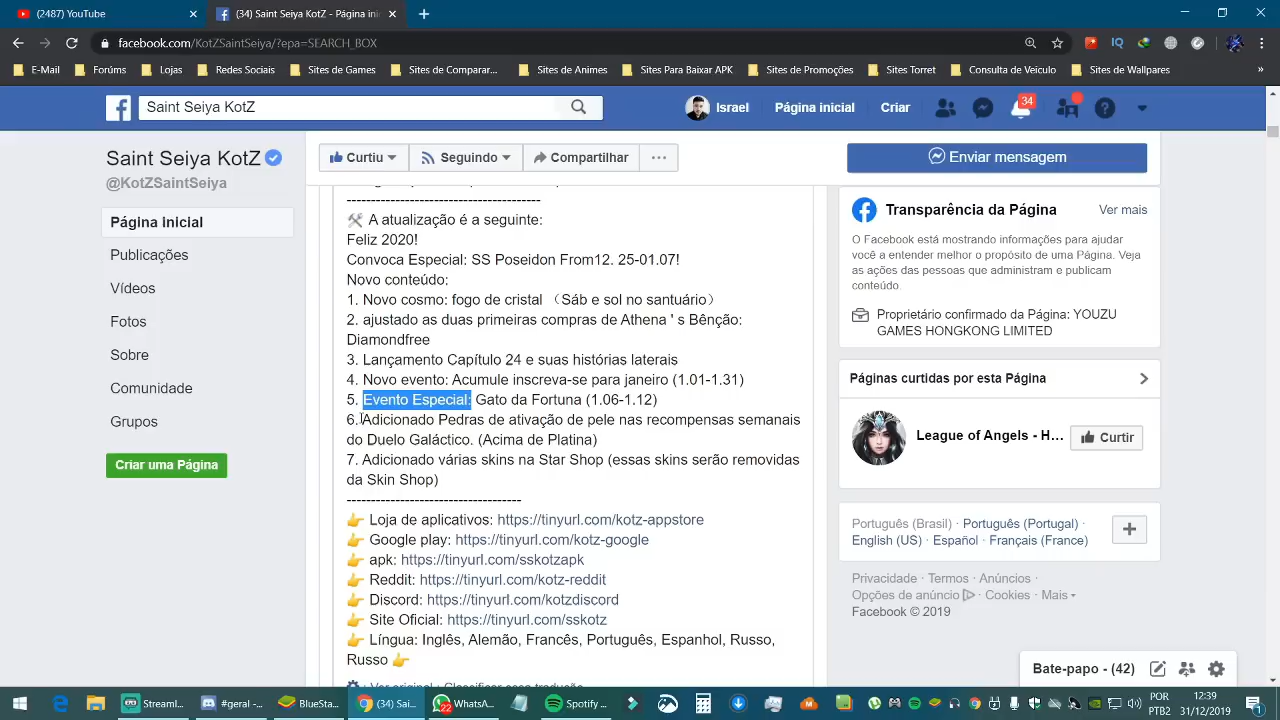 (2487) YouTube
(34) Saint Seiya KotZ - Página inic
facebook.com/KotZSaintSeiya/?epa=SEARCH_BOX
IQ
E-Mail
Forúms
Lojas
Redes Sociais
Sites de Games
Sites de Comparar...
Sites de Animes
Sites Para Baixar APK
Sites de Promoções
Sites Torret
Consulta de Veículo
Sites de Wallpares
»
Saint Seiya KotZ
Israel
Página inicial
Criar
34
Saint Seiya KotZ
@KotZSaintSeiya
Página inicial
Publicações
Vídeos
Fotos
Sobre
Comunidade
Grupos
Criar uma Página
Curtiu
Seguindo
Compartilhar
...
Enviar mensagem
----------------------------------------
🛠 A atualização é a seguinte:
Feliz 2020!
Convoca Especial: SS Poseidon From12. 25-01.07!
Novo conteúdo:
1. Novo cosmo: fogo de cristal （Sáb e sol no santuário）
2. ajustado as duas primeiras compras de Athena ' s Bênção:
Diamondfree
3. Lançamento Capítulo 24 e suas histórias laterais
4. Novo evento: Acumule inscreva-se para janeiro (1.01-1.31)
5. Evento Especial: Gato da Fortuna (1.06-1.12)
6. Adicionado Pedras de ativação de pele nas recompensas semanais
do Duelo Galáctico. (Acima de Platina)
7. Adicionado várias skins na Star Shop (essas skins serão removidas
da Skin Shop)
------------------------------------
👉 Loja de aplicativos: https://tinyurl.com/kotz-appstore
👉 Google play: https://tinyurl.com/kotz-google
👉 apk: https://tinyurl.com/sskotzapk
👉 Reddit: https://tinyurl.com/kotz-reddit
👉 Discord: https://tinyurl.com/kotzdiscord
👉 Site Oficial: https://tinyurl.com/sskotz
👉 Língua: Inglês, Alemão, Francês, Português, Espanhol, Russo,
Russo 👉
Ver original · Classificar essa tradução
Transparência da Página
Ver mais
O Facebook está mostrando informações para ajudar
você a entender melhor o propósito de uma Página. Veja
as ações das pessoas que administram e publicam
conteúdo.
Proprietário confirmado da Página: YOUZU
GAMES HONGKONG LIMITED
Páginas curtidas por esta Página
League of Angels - H...
Curtir
Português (Brasil) · Português (Portugal) ·
English (US) · Español · Français (France)
Privacidade · Termos · Anúncios ·
Opções de anúncio · Cookies · Mais
Facebook © 2019
Bate-papo - (42)
Streaml...
#geral - ...
BlueSta...
(34) Sai...
22
WhatsA...
Spotify ...
POR
PTB2
12:39
31/12/2019